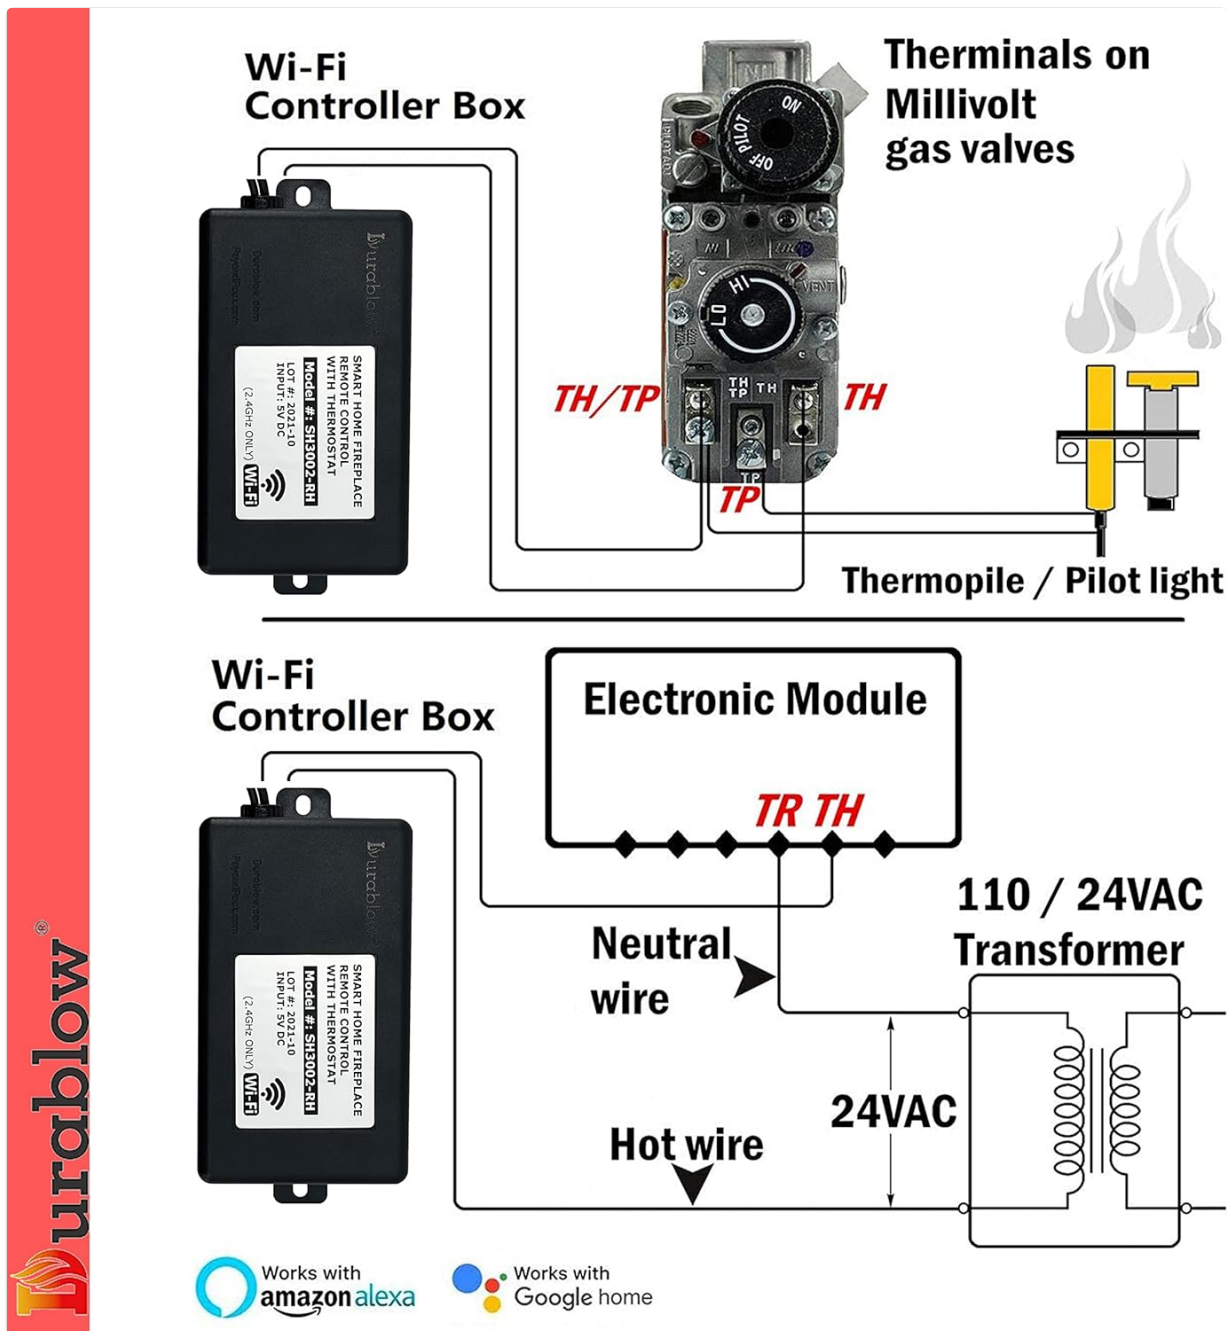 Wi-Fi
Controller Box
Therminals on
Millivolt
gas valves
Durablow
Durablow.com
SMART HOME FIREPLACE
REMOTE CONTROL
WITH THERMOSTAT
Model #: SH3002-RH
LOT #: 2021-10
INPUT: 5V DC
(2.4GHz ONLY) Wi-Fi
OFF PILOT ON
IN
VENT
LO HI
TH/TP
TH
TP
TH
TH
TP
TP
Thermopile / Pilot light
Wi-Fi
Controller Box
Electronic Module
TR TH
Durablow
Durablow.com
SMART HOME FIREPLACE
REMOTE CONTROL
WITH THERMOSTAT
Model #: SH3002-RH
LOT #: 2021-10
INPUT: 5V DC
(2.4GHz ONLY) Wi-Fi
110 / 24VAC
Transformer
Neutral
wire
24VAC
Hot wire
Durablow®
Works with
amazon alexa
Works with
Google home